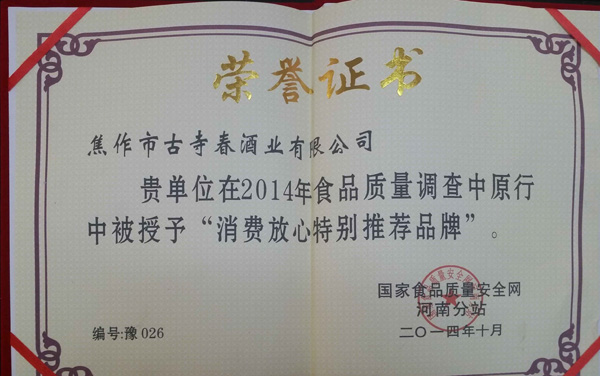 荣誉证书
焦作市古寺春酒业有限公司
贵单位在2014年食品质量调查中原行
中被授予“消费放心特别推荐品牌”。
国家食品质量安全网
河南分站
编号:豫026
二〇一四年十月